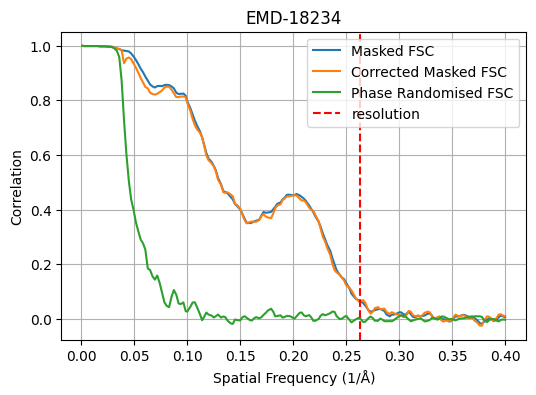 EMD-18234
Masked FSC
Corrected Masked FSC
Phase Randomised FSC
resolution
Correlation
1.0
0.8
0.6
0.4
0.2
0.0
0.00 0.05 0.10 0.15 0.20 0.25 0.30 0.35 0.40
Spatial Frequency (1/Å)